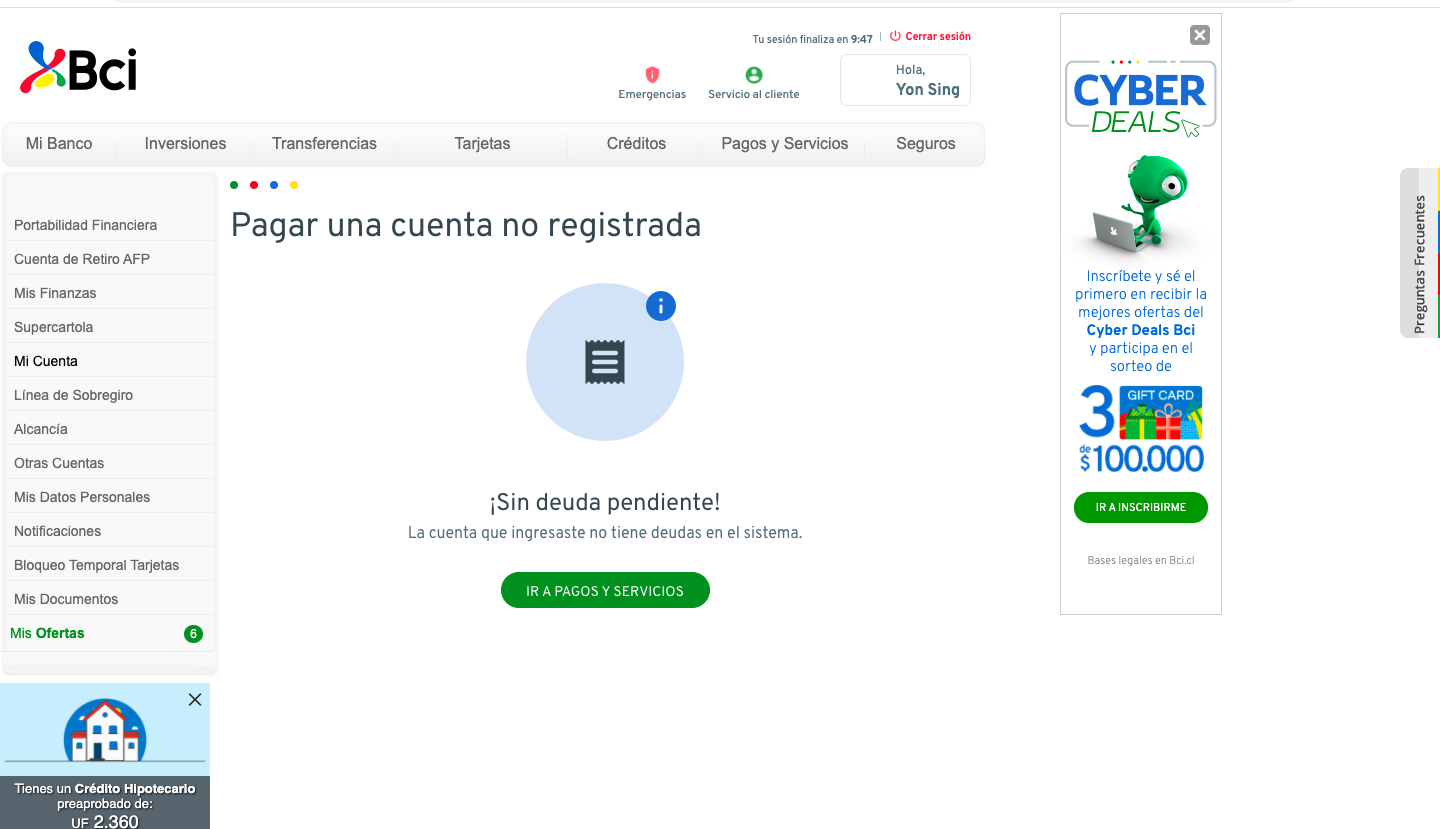 Bci
Tu sesión finaliza en 9:47
Cerrar sesión
Emergencias
Servicio al cliente
Hola,
Yon Sing
Mi Banco
Inversiones
Transferencias
Tarjetas
Créditos
Pagos y Servicios
Seguros
Portabilidad Financiera
Cuenta de Retiro AFP
Mis Finanzas
Supercartola
Mi Cuenta
Línea de Sobregiro
Alcancía
Otras Cuentas
Mis Datos Personales
Notificaciones
Bloqueo Temporal Tarjetas
Mis Documentos
Mis Ofertas
6
Tienes un Crédito Hipotecario
preaprobado de:
UF 2.360
Pagar una cuenta no registrada
¡Sin deuda pendiente!
La cuenta que ingresaste no tiene deudas en el sistema.
IR A PAGOS Y SERVICIOS
CYBER
DEALS
Inscríbete y sé el
primero en recibir la
mejores ofertas del
Cyber Deals Bci
y participa en el
sorteo de
3 GIFT CARD
de $100.000
IR A INSCRIBIRME
Bases legales en Bci.cl
Preguntas Frecuentes